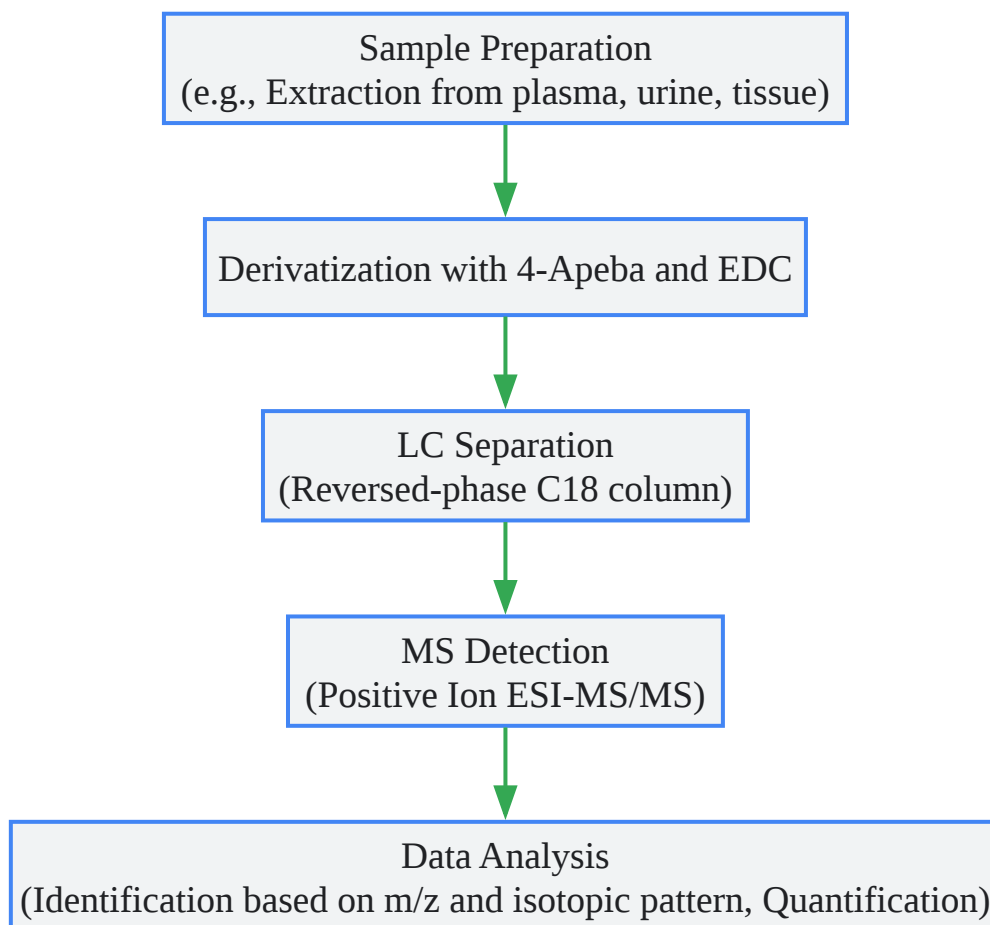 Sample Preparation
(e.g., Extraction from plasma, urine, tissue)
Derivatization with 4-Apeba and EDC
LC Separation
(Reversed-phase C18 column)
MS Detection
(Positive Ion ESI-MS/MS)
Data Analysis
(Identification based on m/z and isotopic pattern, Quantification)